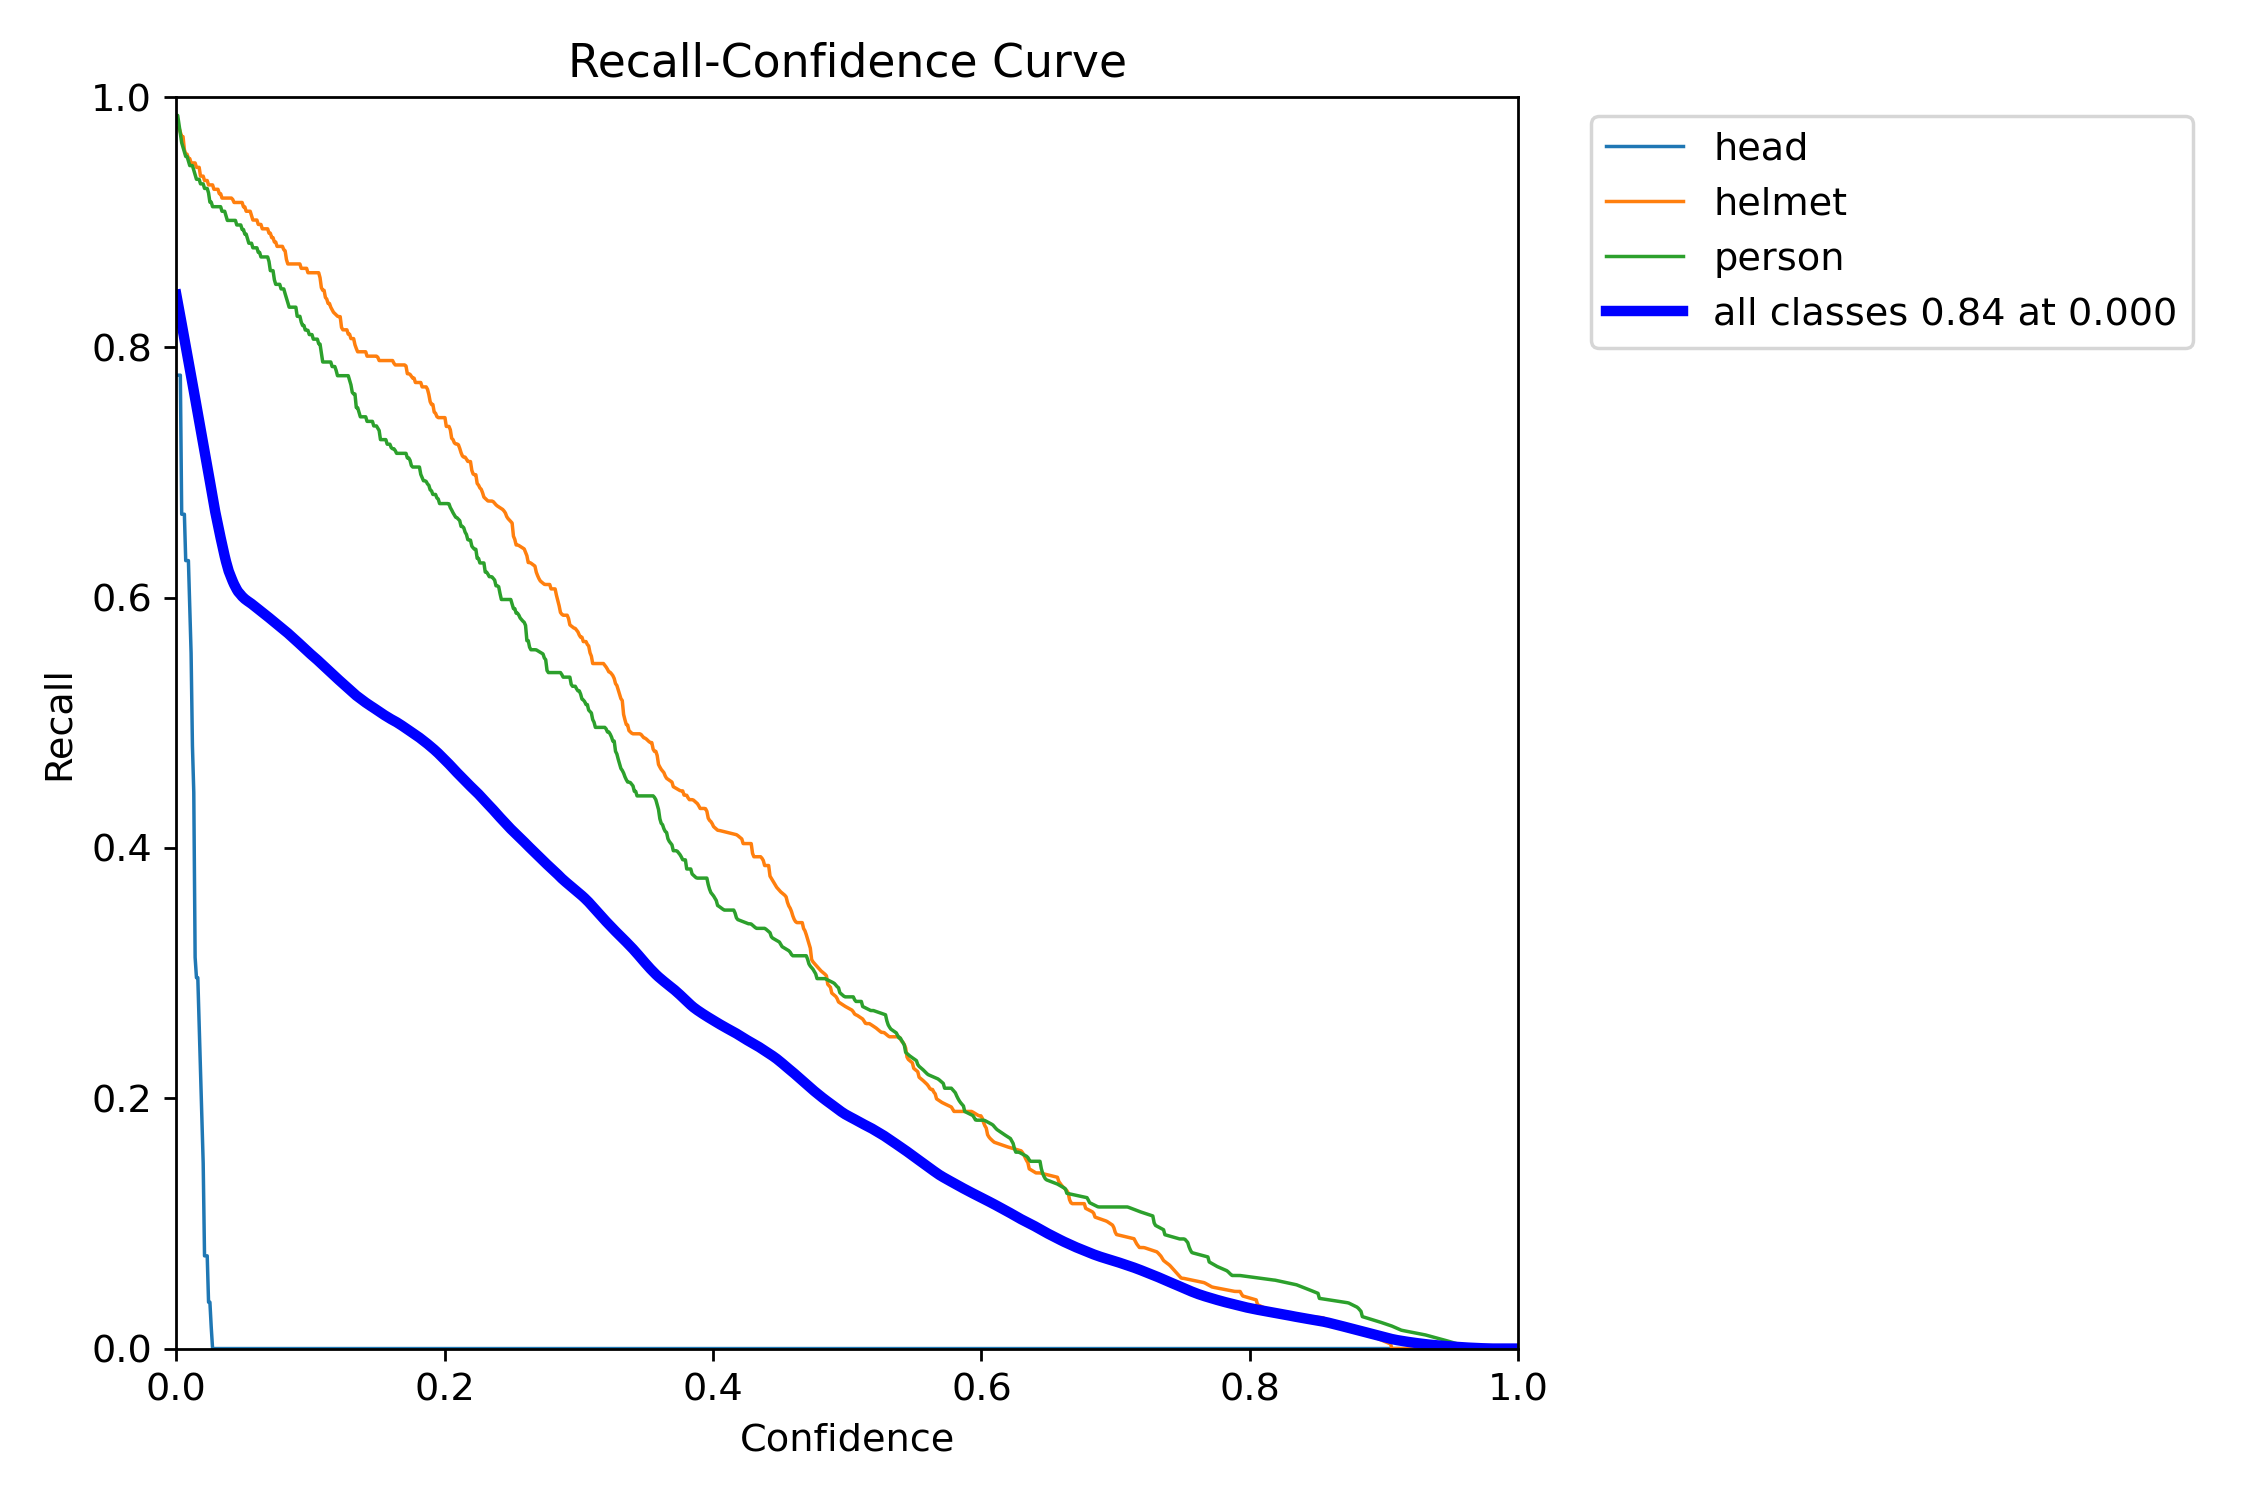 Recall-Confidence Curve
1.0
0.8
0.6
0.4
0.2
0.0
Recall
0.0 0.2 0.4 0.6 0.8 1.0
Confidence
head
helmet
person
all classes 0.84 at 0.000